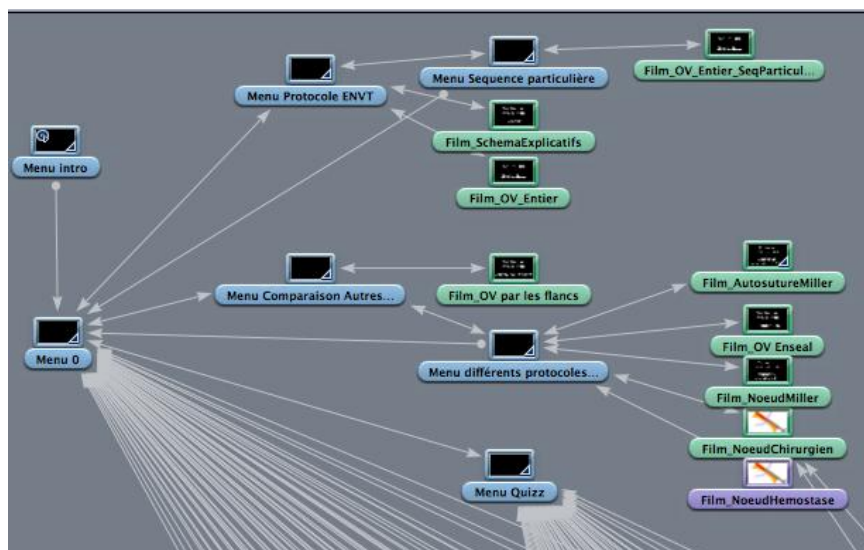 Menu Sequence particulière
Film_OV_Entier_SeqParticul...
Menu Protocole ENVT
Film_SchemaExplicatifs
Menu intro
Film_OV_Entier
Film_AutosutureMiller
Menu Comparaison Autres...
Film_OV par les flancs
Film_OV Enseal
Menu 0
Menu différents protocoles...
Film_NoeudMiller
Film_NoeudChirurgien
Menu Quizz
Film_NoeudHemostase